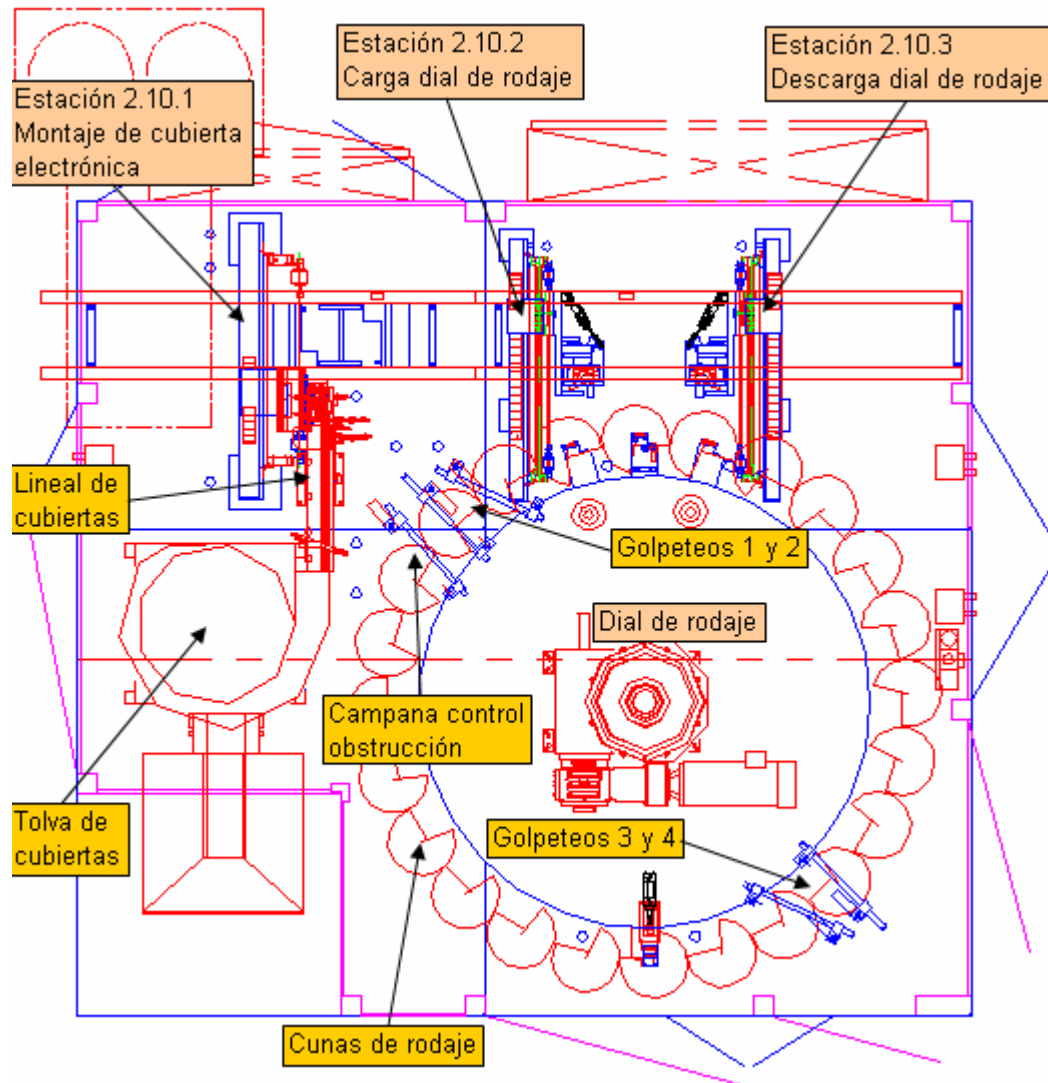 Estación 2.10.2
Carga dial de rodaje
Estación 2.10.3
Descarga dial de rodaje
Estación 2.10.1
Montaje de cubierta
electrónica
Lineal de
cubiertas
Golpeteos 1 y 2
Dial de rodaje
Campana control
obstrucción
Tolva de
cubiertas
Golpeteos 3 y 4
Cunas de rodaje